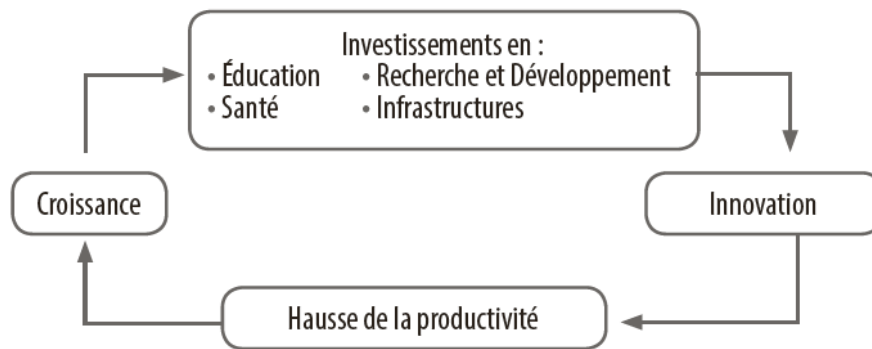 Investissements en :
• Éducation • Recherche et Développement
• Santé • Infrastructures
Croissance
Innovation
Hausse de la productivité